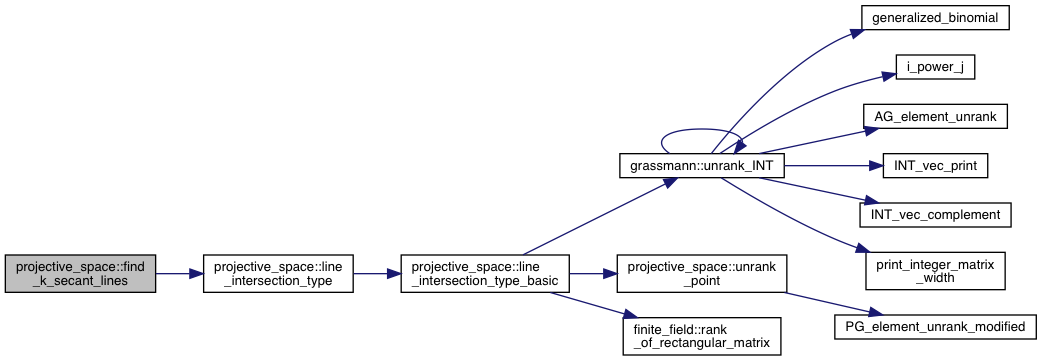 projective_space::find
_k_secant_lines
projective_space::line
_intersection_type
projective_space::line
_intersection_type_basic
grassmann::unrank_INT
projective_space::unrank
_point
finite_field::rank
_of_rectangular_matrix
generalized_binomial
i_power_j
AG_element_unrank
INT_vec_print
INT_vec_complement
print_integer_matrix
_width
PG_element_unrank_modified